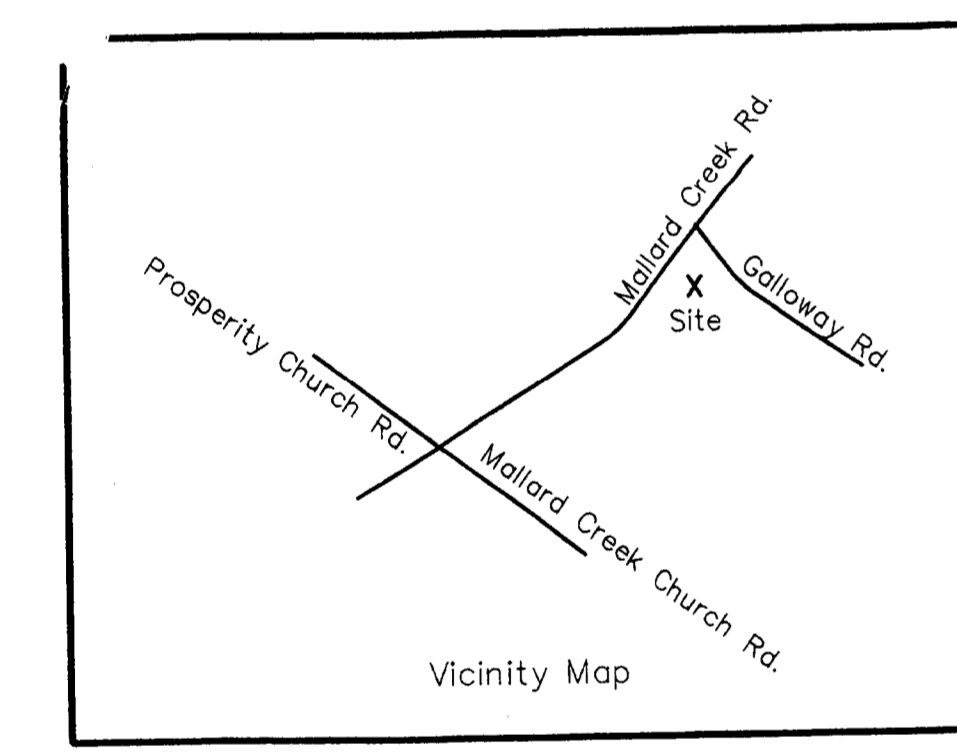 Mallard Creek Rd.
Galloway Rd.
X
Site
Prosperity Church Rd.
Mallard Creek Church Rd.
Vicinity Map